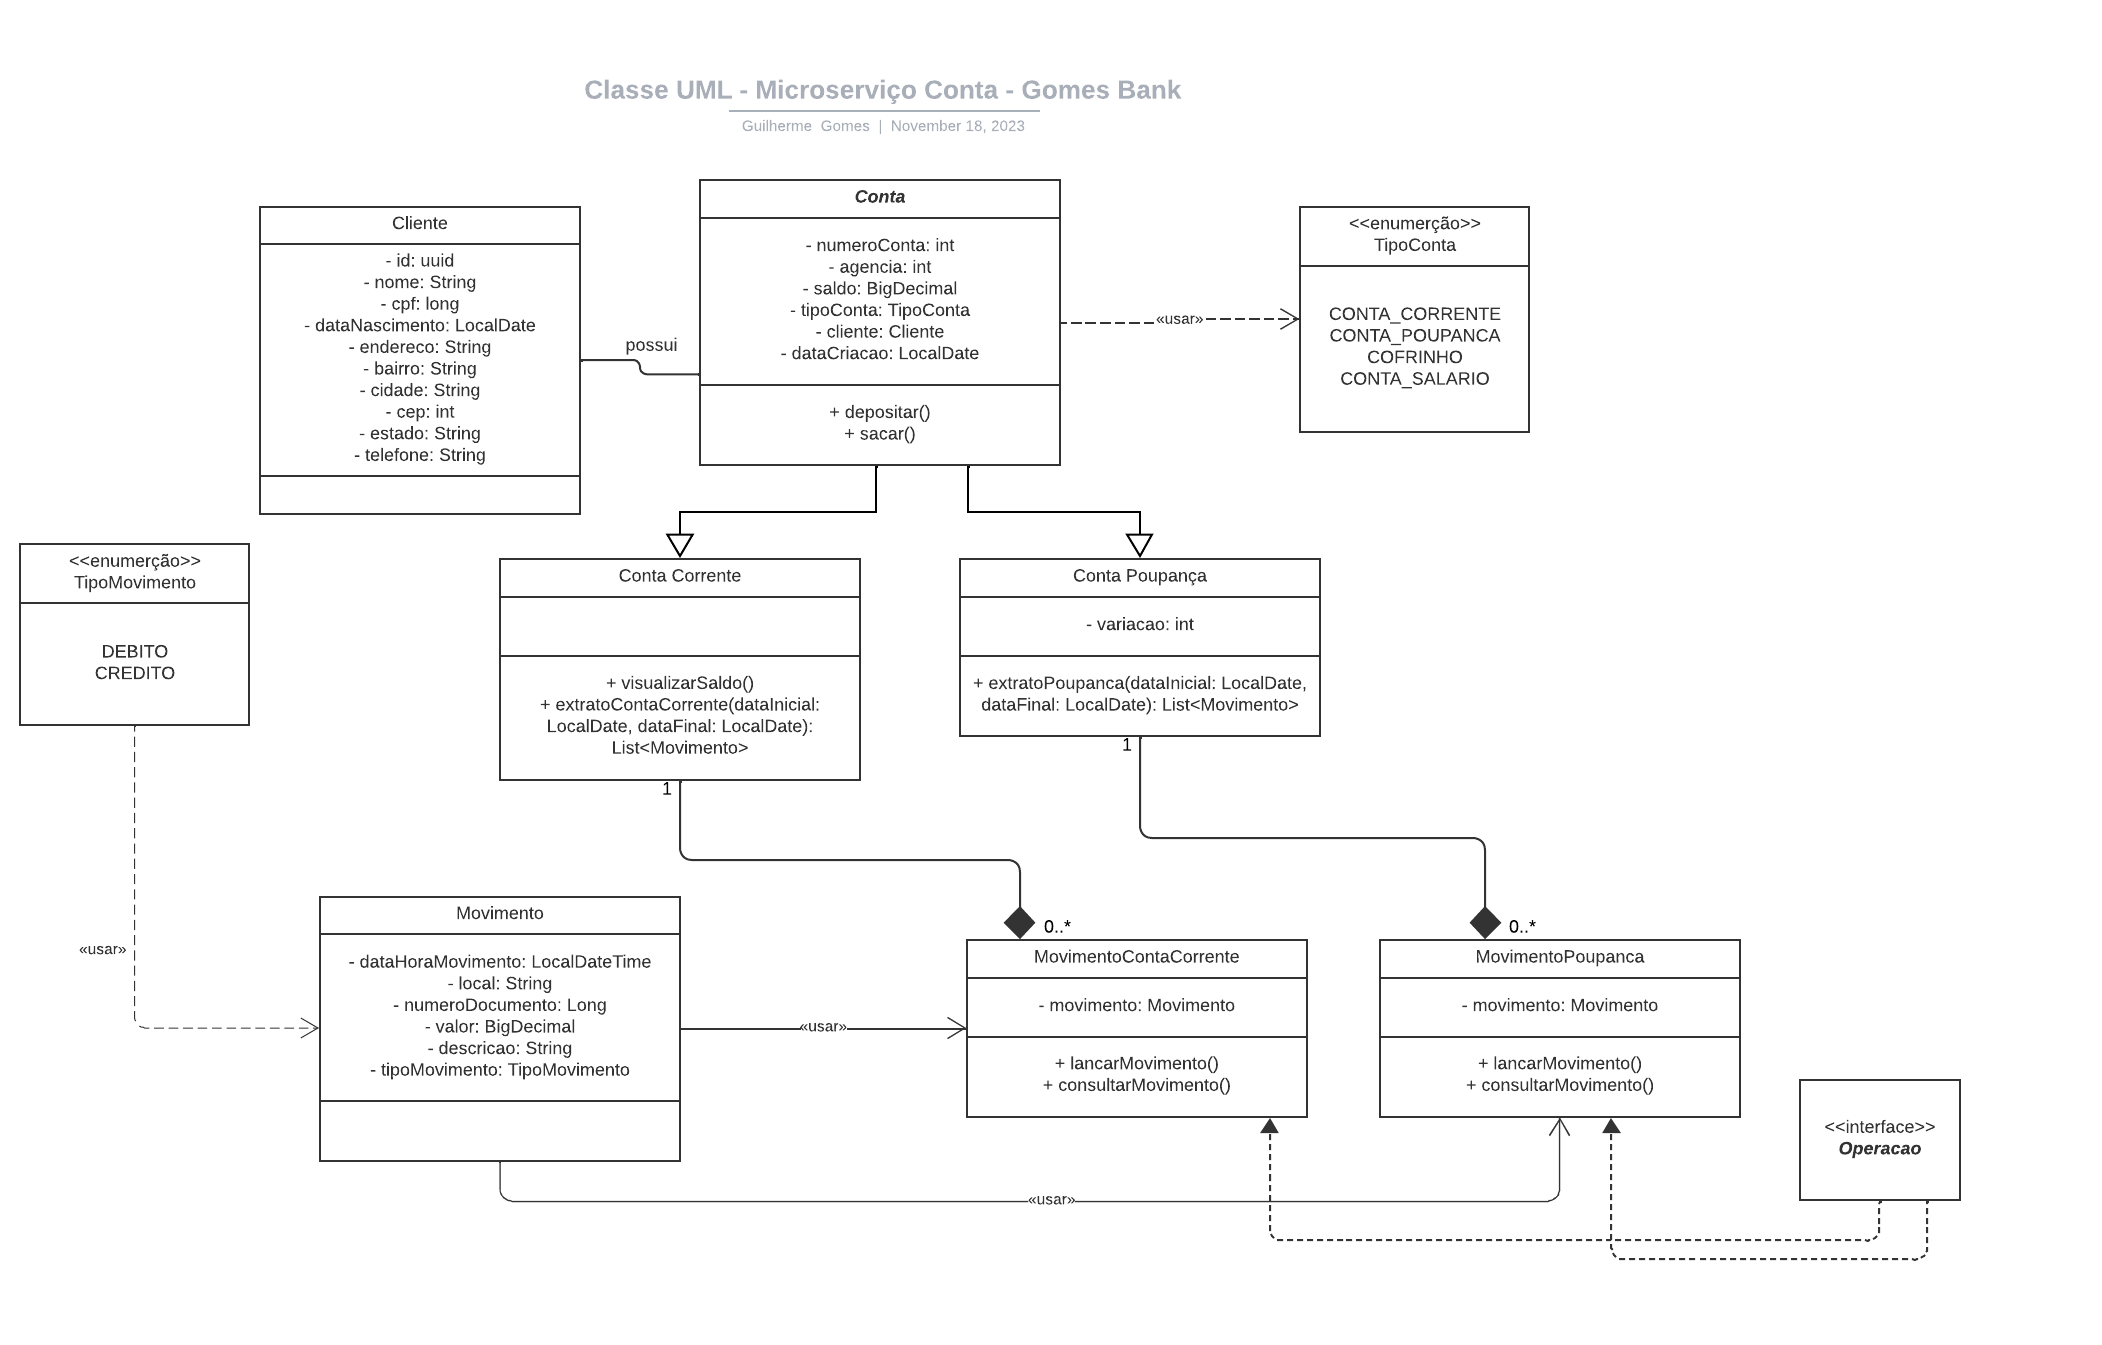 Classe UML - Microserviço Conta - Gomes Bank
Guilherme Gomes | November 18, 2023
Cliente
- id: uuid
- nome: String
- cpf: long
- dataNascimento: LocalDate
- endereco: String
- bairro: String
- cidade: String
- cep: int
- estado: String
- telefone: String
possui
Conta
- numeroConta: int
- agencia: int
- saldo: BigDecimal
- tipoConta: TipoConta
- cliente: Cliente
- dataCriacao: LocalDate
+ depositar()
+ sacar()
«usar»
<<enumerção>>
TipoConta
CONTA_CORRENTE
CONTA_POUPANCA
COFRINHO
CONTA_SALARIO
<<enumerção>>
TipoMovimento
DEBITO
CREDITO
«usar»
Conta Corrente
+ visualizarSaldo()
+ extratoContaCorrente(dataInicial:
LocalDate, dataFinal: LocalDate):
List<Movimento>
1
Conta Poupança
- variacao: int
+ extratoPoupanca(dataInicial: LocalDate,
dataFinal: LocalDate): List<Movimento>
1
Movimento
- dataHoraMovimento: LocalDateTime
- local: String
- numeroDocumento: Long
- valor: BigDecimal
- descricao: String
- tipoMovimento: TipoMovimento
«usar»
0..*
MovimentoContaCorrente
- movimento: Movimento
+ lancarMovimento()
+ consultarMovimento()
0..*
MovimentoPoupanca
- movimento: Movimento
+ lancarMovimento()
+ consultarMovimento()
<<interface>>
Operacao
«usar»